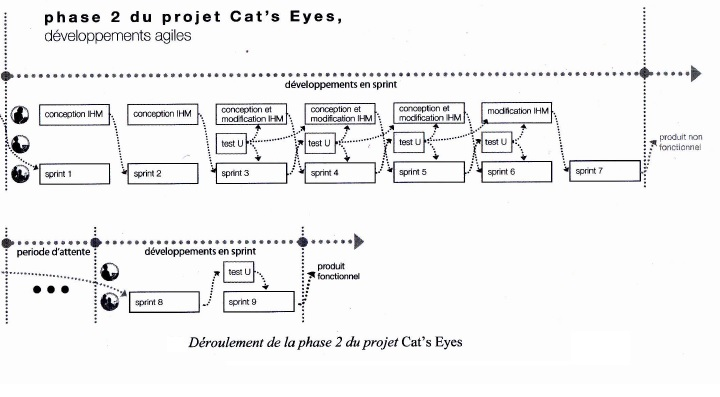 phase 2 du projet Cat's Eyes,
développements agiles
développements en sprint
conception IHM
conception IHM
conception et
modification IHM
conception et
modification IHM
conception et
modification IHM
modification IHM
test U
test U
test U
test U
produit non
fonctionnel
sprint 1
sprint 2
sprint 3
sprint 4
sprint 5
sprint 6
sprint 7
periode d'attente
développements en sprint
test U
produit
fonctionnel
sprint 8
sprint 9
Déroulement de la phase 2 du projet Cat's Eyes